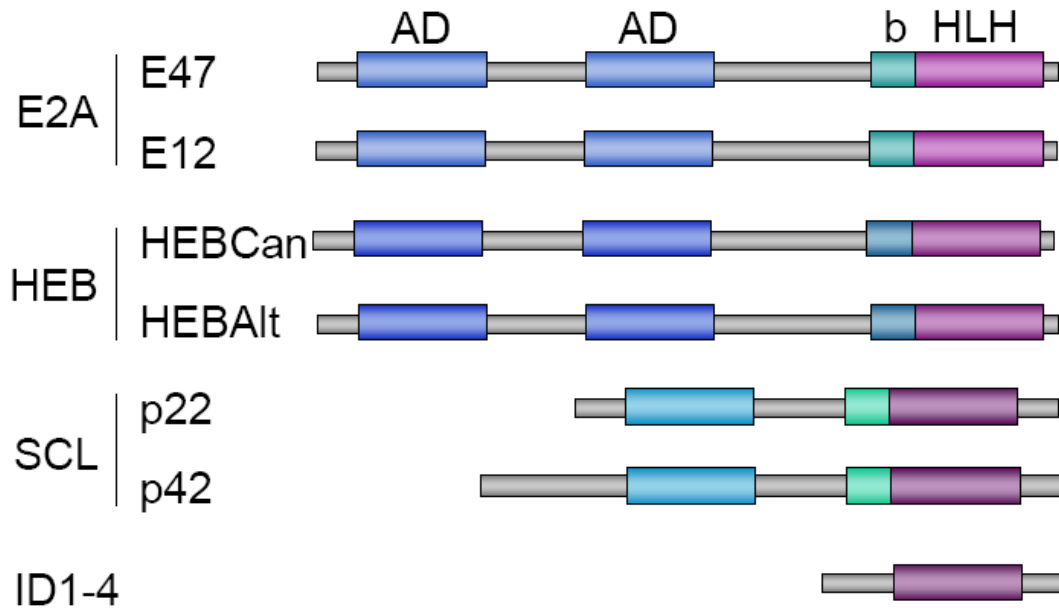 AD AD b HLH
E2A
E47
E12
HEB
HEBCan
HEBAlt
SCL
p22
p42
ID1-4